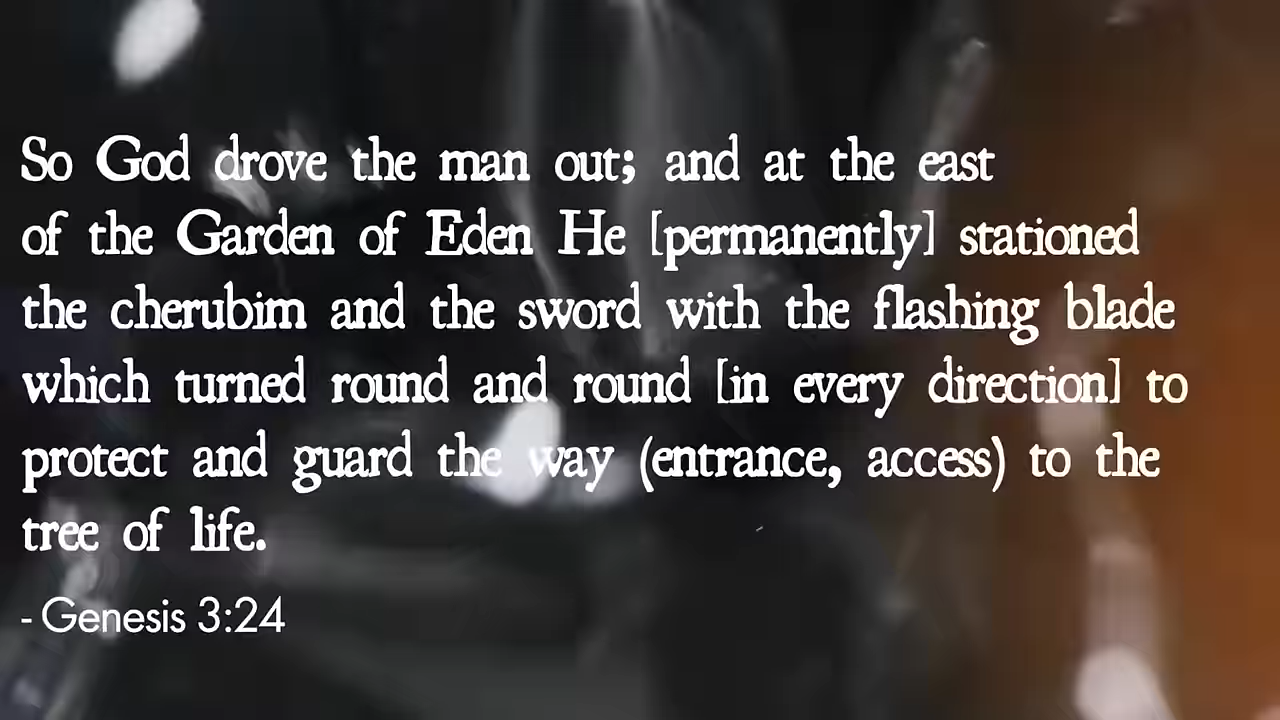 So God drove the man out; and at the east
of the Garden of Eden He [permanently] stationed
the cherubim and the sword with the flashing blade
which turned round and round [in every direction] to
protect and guard the way (entrance, access) to the
tree of life.
- Genesis 3:24